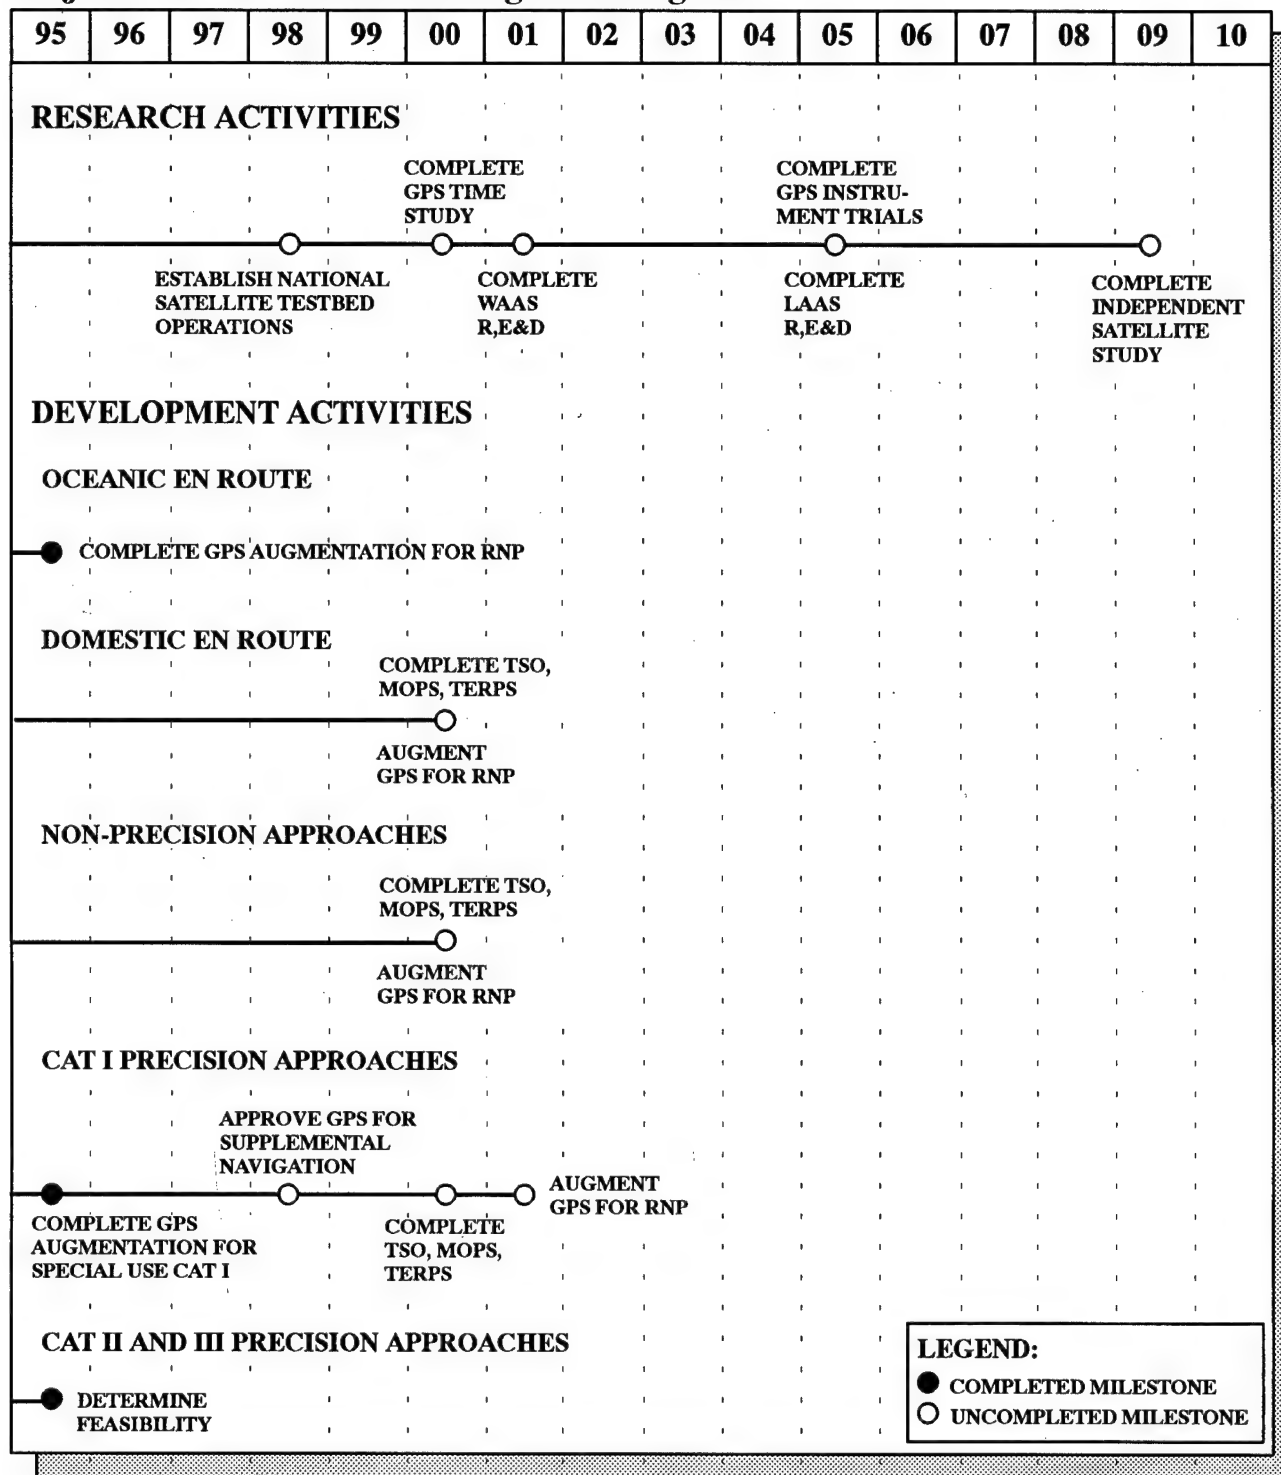 95 96 97 98 99 00 01 02 03 04 05 06 07 08 09 10
RESEARCH ACTIVITIES
COMPLETE
GPS TIME
STUDY
COMPLETE
GPS INSTRU-
MENT TRIALS
ESTABLISH NATIONAL
SATELLITE TESTBED
OPERATIONS
COMPLETE
WAAS
R,E&D
COMPLETE
LAAS
R,E&D
COMPLETE
INDEPENDENT
SATELLITE
STUDY
DEVELOPMENT ACTIVITIES
OCEANIC EN ROUTE
COMPLETE GPS AUGMENTATION FOR RNP
DOMESTIC EN ROUTE
COMPLETE TSO,
MOPS, TERPS
AUGMENT
GPS FOR RNP
NON-PRECISION APPROACHES
COMPLETE TSO,
MOPS, TERPS
AUGMENT
GPS FOR RNP
CAT I PRECISION APPROACHES
APPROVE GPS FOR
SUPPLEMENTAL
NAVIGATION
AUGMENT
GPS FOR RNP
COMPLETE GPS
AUGMENTATION FOR
SPECIAL USE CAT I
COMPLETE
TSO, MOPS,
TERPS
CAT II AND III PRECISION APPROACHES
DETERMINE
FEASIBILITY
LEGEND:
COMPLETED MILESTONE
UNCOMPLETED MILESTONE